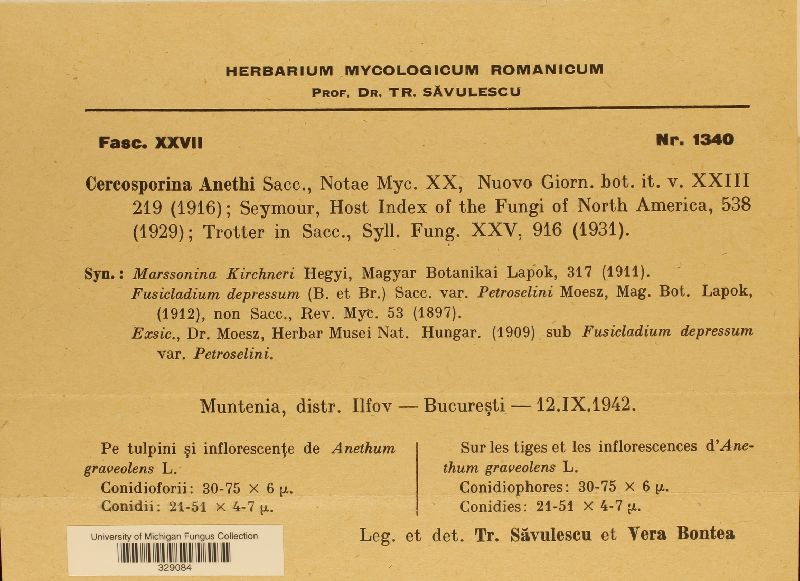 HERBARIUM MYCOLOGICUM ROMANICUM
PROF. DR. TR. SĂVULESCU
Fasc. XXVII
Nr. 1340
Cercosporina Anethi Sacc., Notae Myc. XX, Nuovo Giorn. bot. it. v. XXIII
219 (1916); Seymour, Host Index of the Fungi of North America, 538
(1929); Trotter in Sacc., Syll. Fung. XXV, 916 (1931).
Syn.: Marssonina Kirchneri Hegyi, Magyar Botanikai Lapok, 317 (1911).
Fusicladium depressum (B. et Br.) Sacc. var. Petroselini Moesz, Mag. Bot. Lapok,
(1912), non Sacc., Rev. Myc. 53 (1897).
Exsic., Dr. Moesz, Herbar Musei Nat. Hungar. (1909) sub Fusicladium depressum
var. Petroselini.
Muntenia, distr. Ilfov — București — 12.IX.1942.
Pe tulpini și inflorescențe de Anethum
graveolens L.
Conidioforii: 30-75 × 6 µ.
Conidii: 21-51 × 4-7 µ.
Sur les tiges et les inflorescences d'Ane-
thum graveolens L.
Conidiophores: 30-75 × 6 µ.
Conidies: 21-51 × 4-7 µ.
Leg. et det. Tr. Săvulescu et Vera Bontea
University of Michigan Fungus Collection
329084